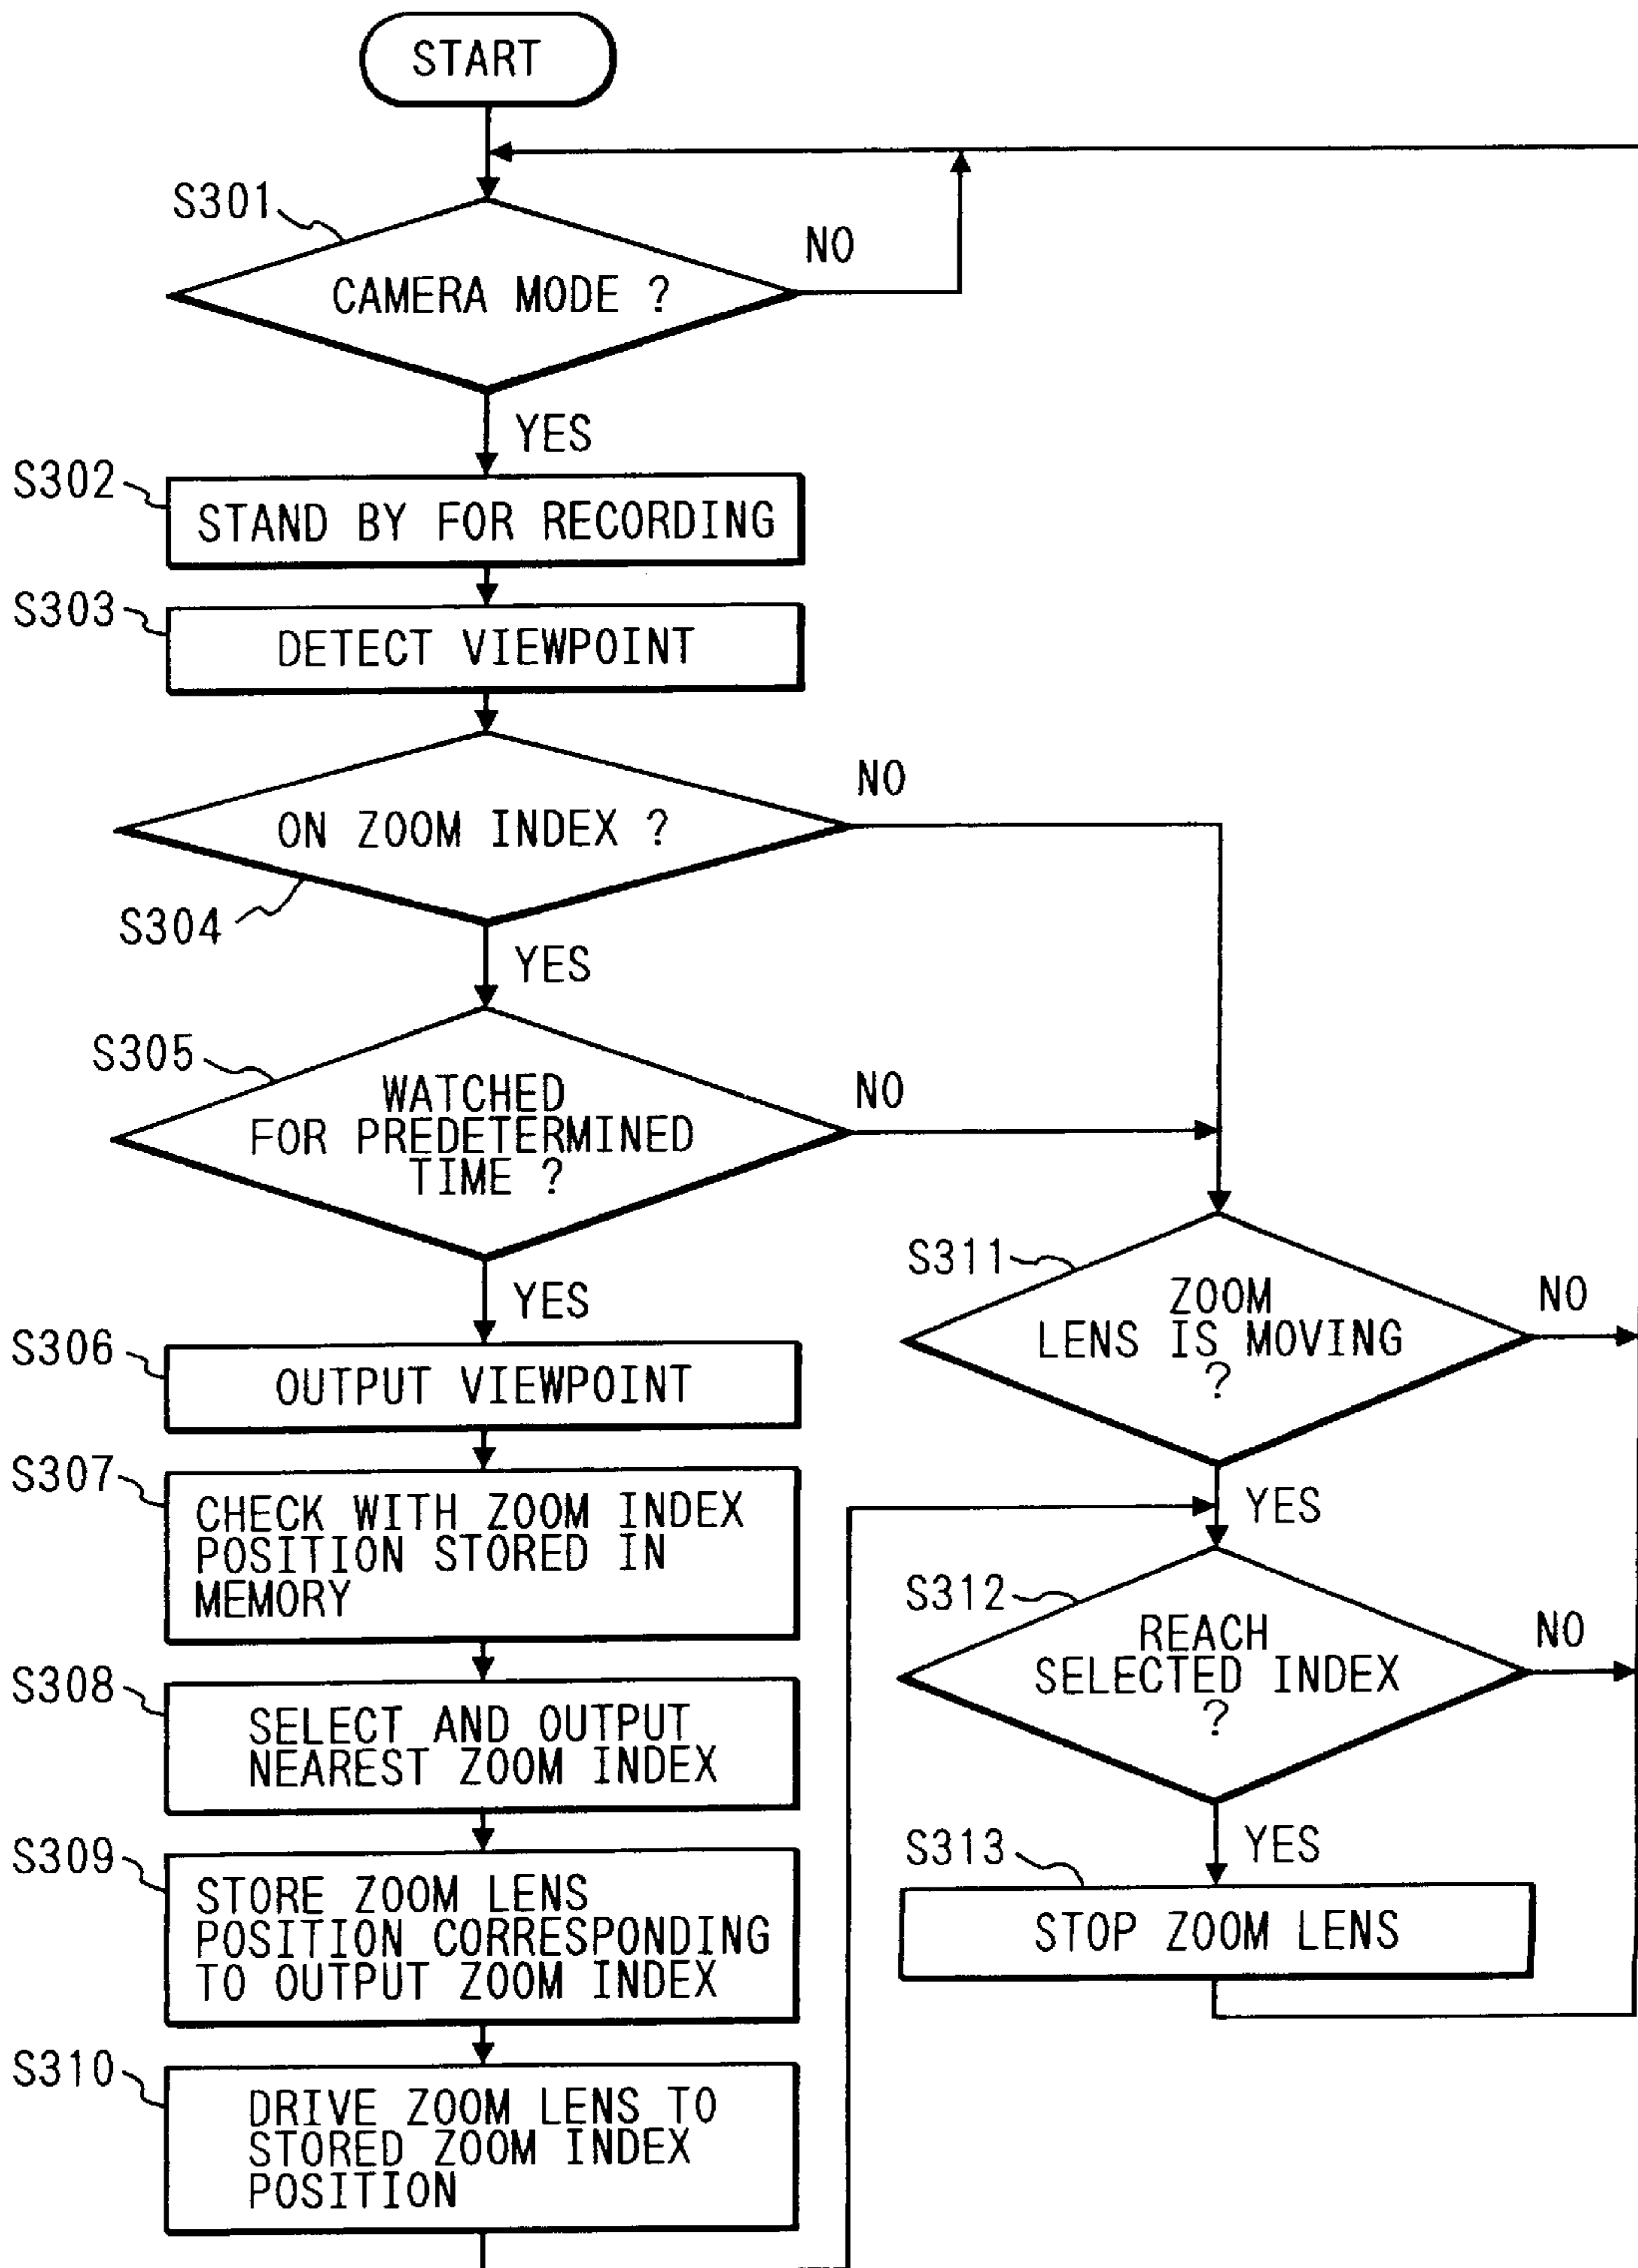 START
S301
CAMERA MODE ?
NO
YES
S302
STAND BY FOR RECORDING
S303
DETECT VIEWPOINT
ON ZOOM INDEX ?
NO
S304
YES
S305
WATCHED
FOR PREDETERMINED
TIME ?
NO
YES
S306
OUTPUT VIEWPOINT
S307
CHECK WITH ZOOM INDEX
POSITION STORED IN
MEMORY
S308
SELECT AND OUTPUT
NEAREST ZOOM INDEX
S309
STORE ZOOM LENS
POSITION CORRESPONDING
TO OUTPUT ZOOM INDEX
S310
DRIVE ZOOM LENS TO
STORED ZOOM INDEX
POSITION
S311
ZOOM
LENS IS MOVING
?
NO
YES
S312
REACH
SELECTED INDEX
?
NO
YES
S313
STOP ZOOM LENS